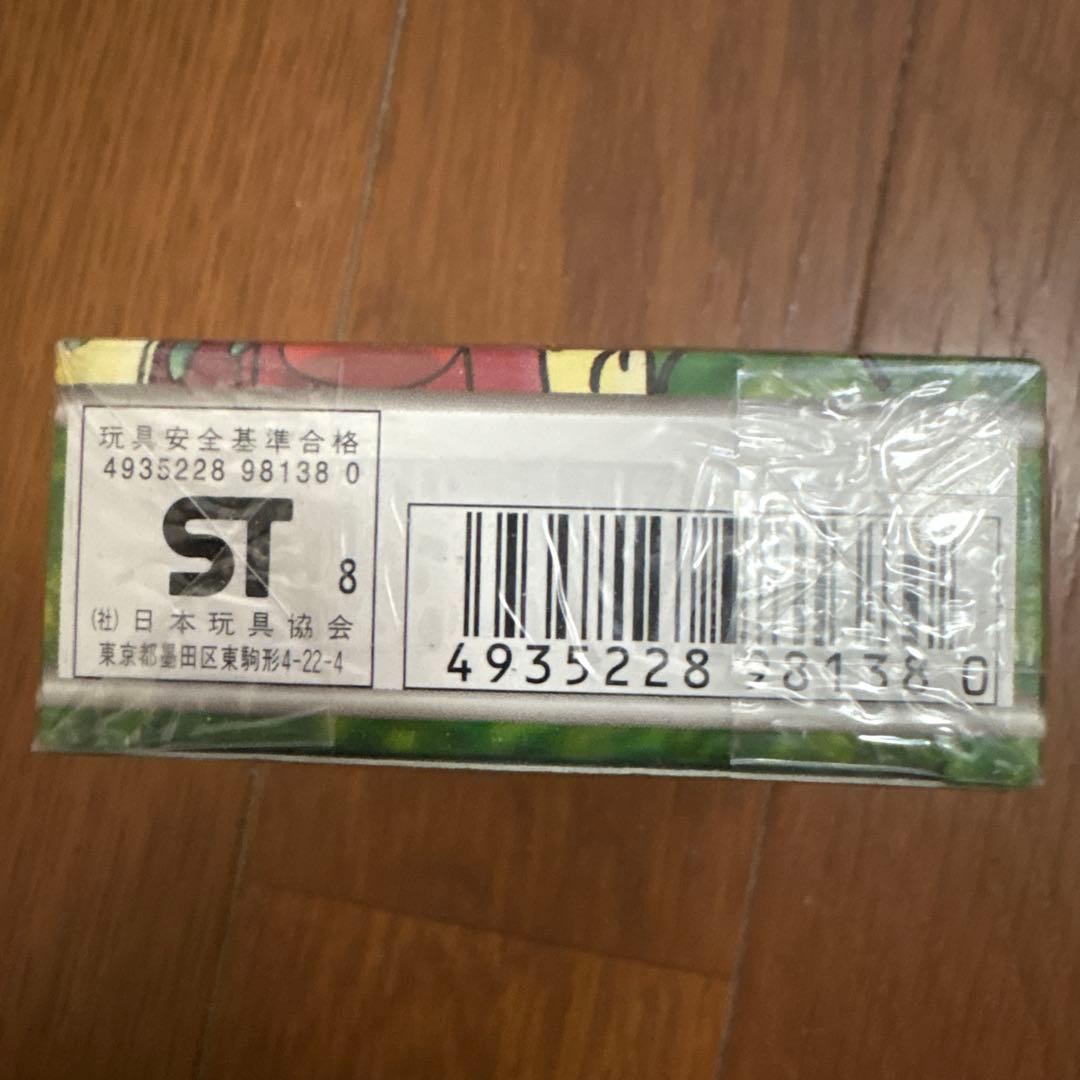 玩具安全基準合格
4935228 98138 0
ST 8
(社)日本玩具協会
東京都墨田区東駒形4-22-4
4935228 98138 0